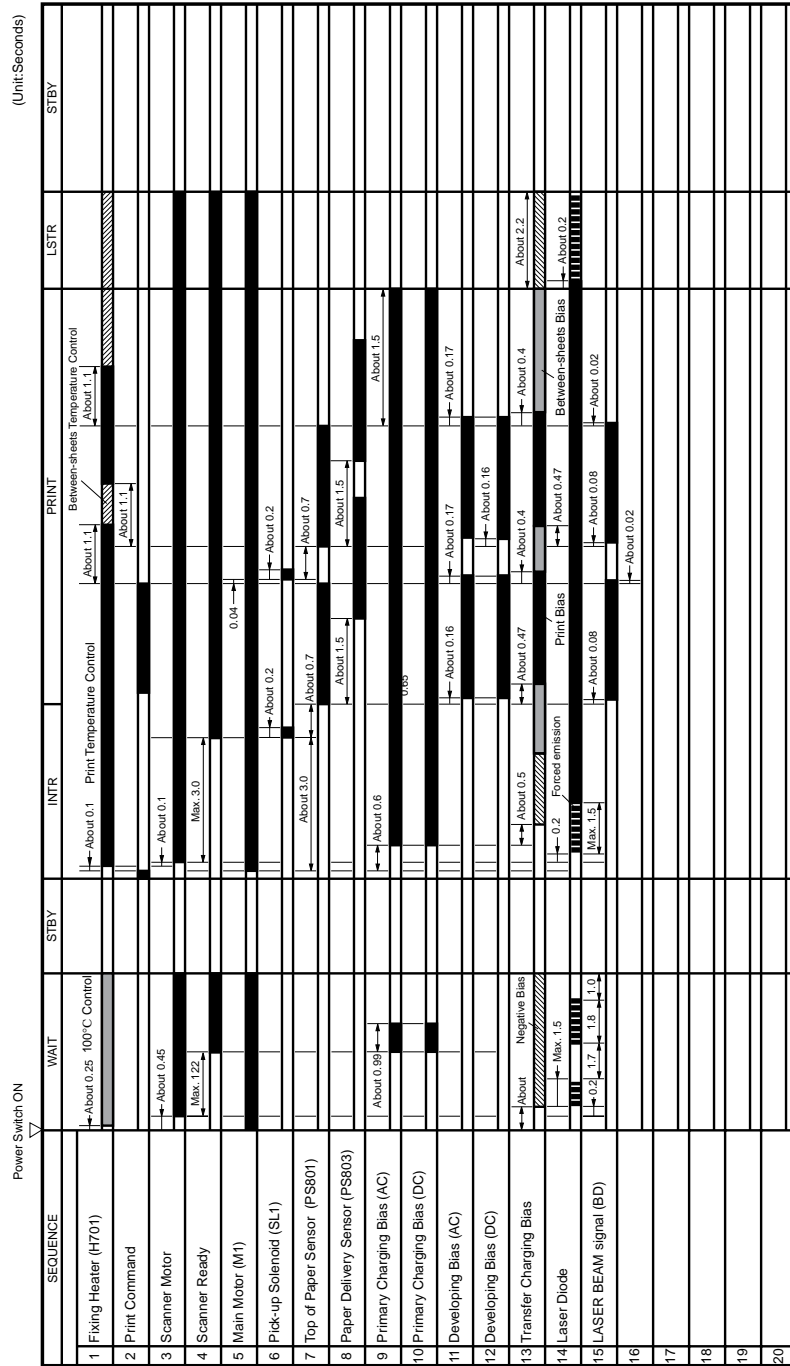 (Unit:Seconds)
Power Switch ON
SEQUENCE WAIT STBY INTR PRINT LSTR STBY
1 Fixing Heater (H701)
About 0.25 100°C Control
About 0.1
Print Temperature Control
About 1.1
Between-sheets Temperature Control
About 1.1
2 Print Command
About 1.1
3 Scanner Motor
About 0.45
About 0.1
4 Scanner Ready
Max. 122
Max. 3.0
5 Main Motor (M1)
0.04
6 Pick-up Solenoid (SL1)
About 0.2
About 0.2
7 Top of Paper Sensor (PS801)
About 3.0
About 0.7
About 0.7
8 Paper Delivery Sensor (PS803)
About 1.5
About 1.5
9 Primary Charging Bias (AC)
About 0.99
About 0.6
About 1.5
10 Primary Charging Bias (DC)
0.65
11 Developing Bias (AC)
About 0.16
About 0.17
About 0.17
12 Developing Bias (DC)
About 0.16
13 Transfer Charging Bias
About
Negative Bias
About 0.5
About 0.47
About 0.4
About 0.4
About 2.2
14 Laser Diode
Max. 1.5
0.2
Forced emission
Print Bias
About 0.47
Between-sheets Bias
About 0.2
15 LASER BEAM signal (BD)
0.2
1.7
1.8
1.0
Max. 1.5
About 0.08
About 0.08
About 0.02
16
About 0.02
17
18
19
20